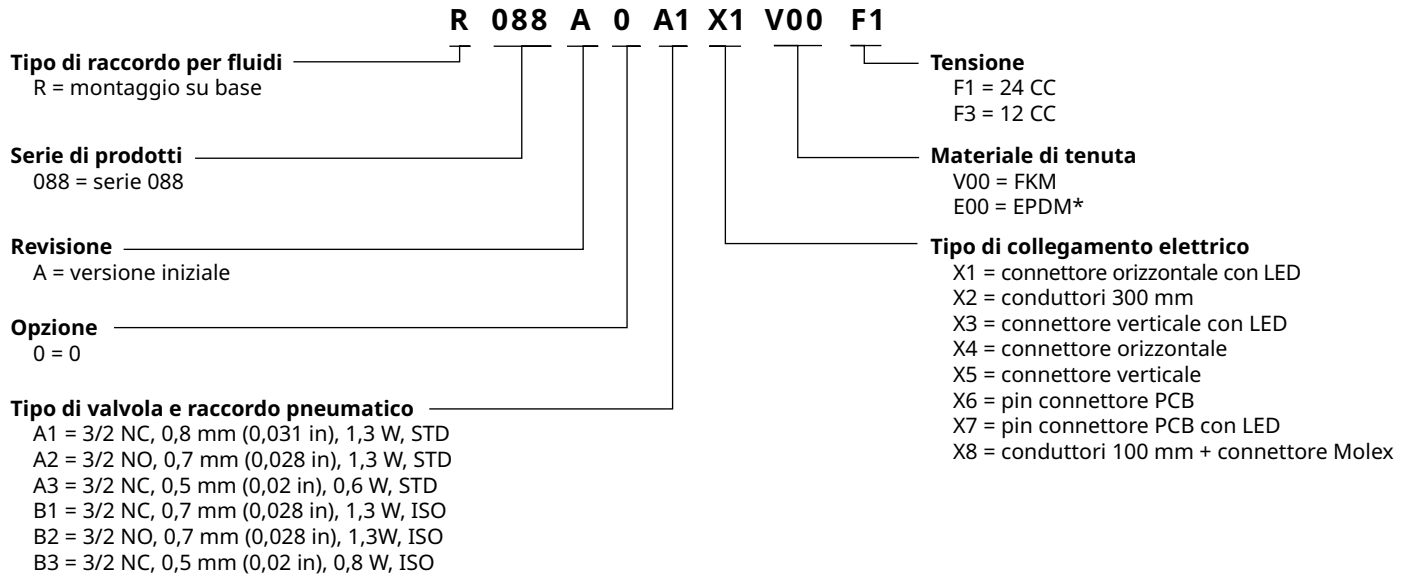 R 088 A 0 A1 X1 V00 F1
Tipo di raccordo per fluidi
R = montaggio su base
Serie di prodotti
088 = serie 088
Revisione
A = versione iniziale
Opzione
0 = 0
Tipo di valvola e raccordo pneumatico
A1 = 3/2 NC, 0,8 mm (0,031 in), 1,3 W, STD
A2 = 3/2 NO, 0,7 mm (0,028 in), 1,3 W, STD
A3 = 3/2 NC, 0,5 mm (0,02 in), 0,6 W, STD
B1 = 3/2 NC, 0,7 mm (0,028 in), 1,3 W, ISO
B2 = 3/2 NO, 0,7 mm (0,028 in), 1,3W, ISO
B3 = 3/2 NC, 0,5 mm (0,02 in), 0,8 W, ISO
Tensione
F1 = 24 CC
F3 = 12 CC
Materiale di tenuta
V00 = FKM
E00 = EPDM*
Tipo di collegamento elettrico
X1 = connettore orizzontale con LED
X2 = conduttori 300 mm
X3 = connettore verticale con LED
X4 = connettore orizzontale
X5 = connettore verticale
X6 = pin connettore PCB
X7 = pin connettore PCB con LED
X8 = conduttori 100 mm + connettore Molex